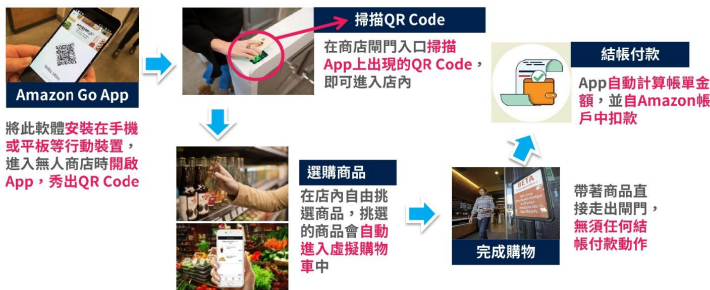 Amazon Go App
將此軟體安裝在手機
或平板等行動裝置，
進入無人商店時開啟
App，秀出QR Code
掃描QR Code
在商店閘門入口掃描
App上出現的QR Code，
即可進入店內
選購商品
在店內自由挑
選商品，挑選
的商品會自動
進入虛擬購物
車中
BETA
完成購物
帶著商品直
接走出閘門，
無須任何結
帳付款動作
結帳付款
App自動計算帳單金
額，並自Amazon帳
戶中扣款